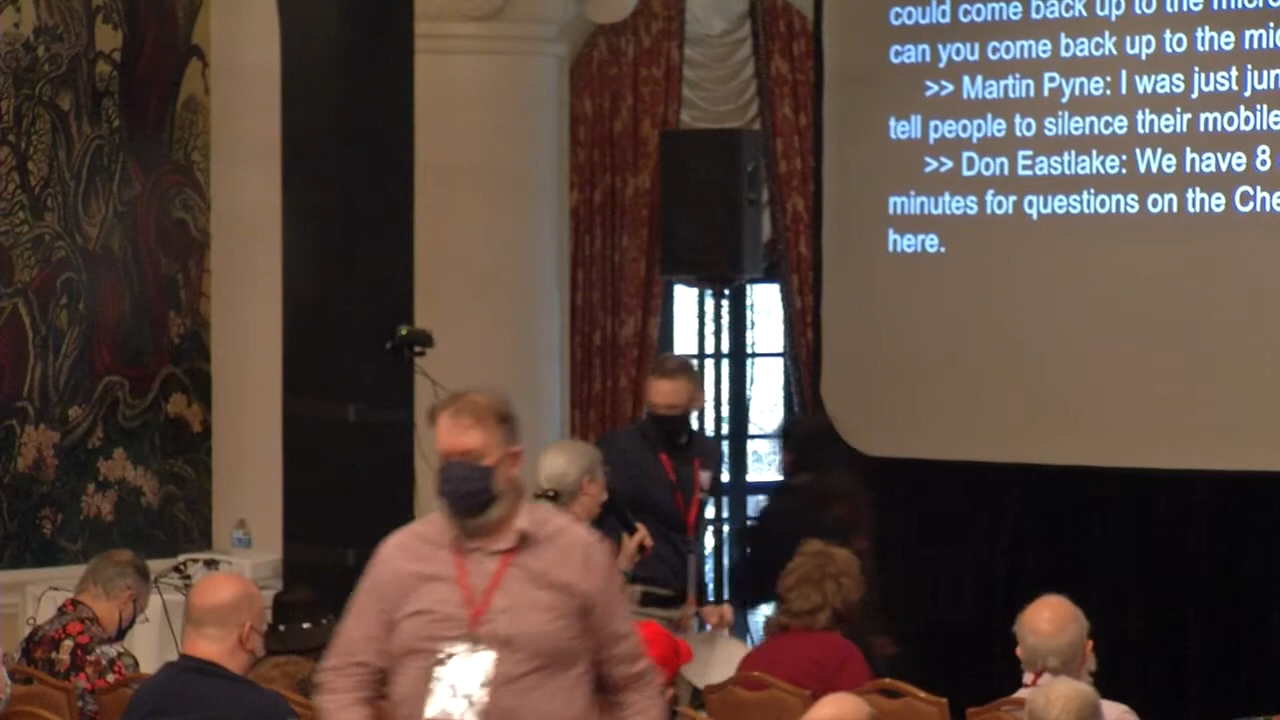 could come back up to the
can you come back up to the
>> Martin Pyne: I was just
tell people to silence their mobile
>> Don Eastlake: We have 8
minutes for questions on the
here.